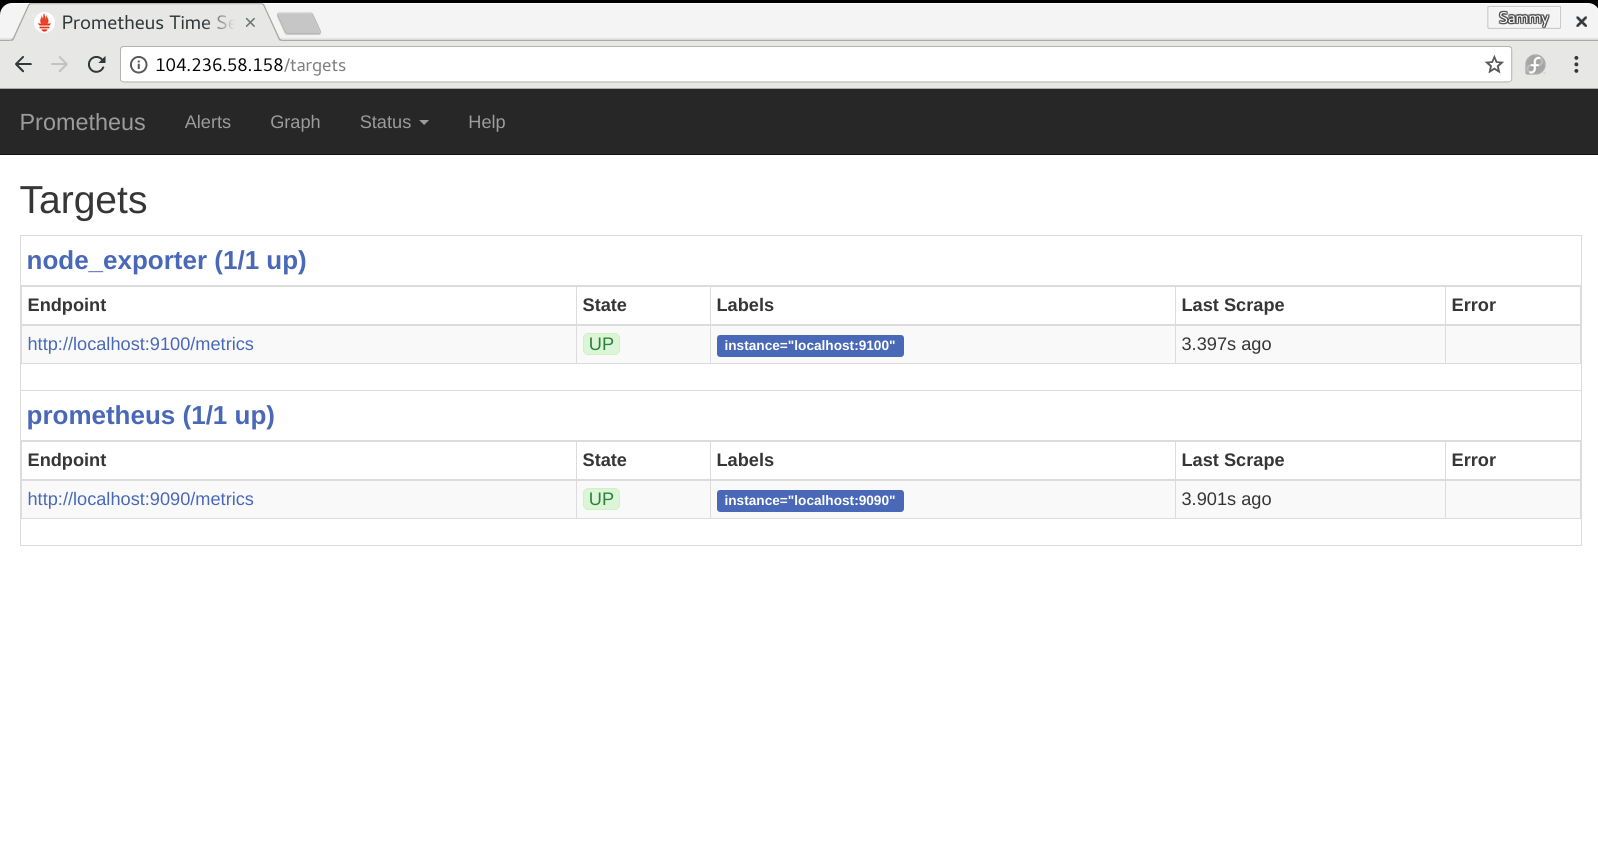 Prometheus Time Se
Sammy
104.236.58.158/targets
Prometheus Alerts Graph Status Help
Targets
node_exporter (1/1 up)
Endpoint State Labels Last Scrape Error
http://localhost:9100/metrics UP instance="localhost:9100" 3.397s ago
prometheus (1/1 up)
Endpoint State Labels Last Scrape Error
http://localhost:9090/metrics UP instance="localhost:9090" 3.901s ago